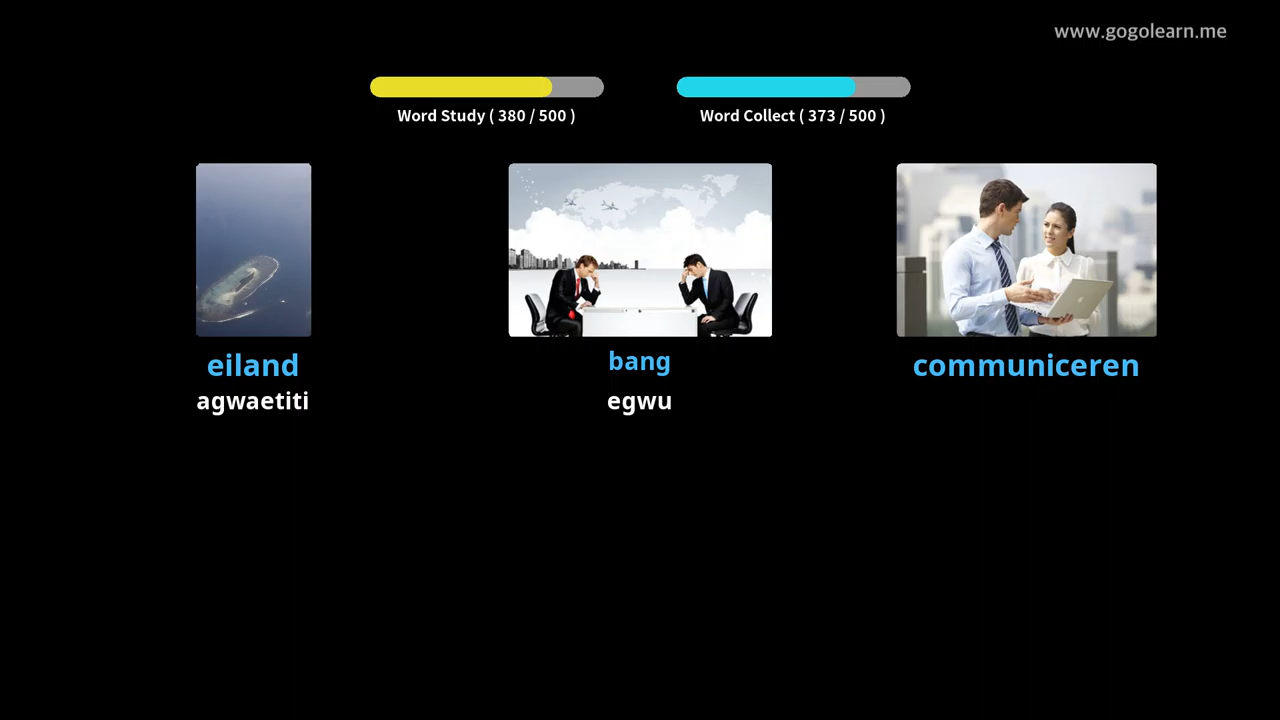 www.gogolearn.me
Word Study ( 380 / 500 )
Word Collect ( 373 / 500 )
eiland
agwaetiti
bang
egwu
communiceren